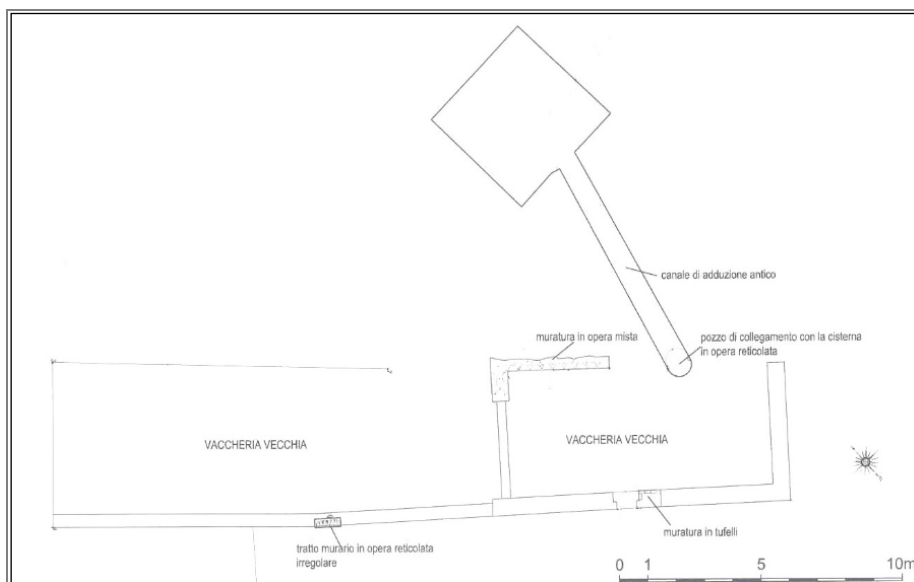 canale di adduzione antico
muratura in opera mista
pozzo di collegamento con la cisterna
in opera reticolata
VACCHERIA VECCHIA
VACCHERIA VECCHIA
muratura in tufelli
tratto murario in opera reticolata
irregolare
0 1 5 10m